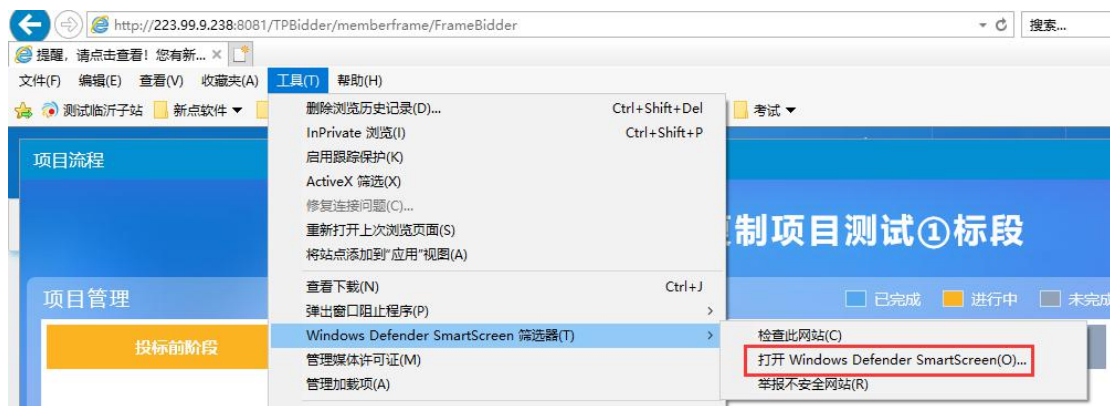 http://223.99.9.238:8081/TPBidder/memberframe/FrameBidder
搜索...
提醒，请点击查看！您有新... ×
文件(F) 编辑(E) 查看(V) 收藏夹(A) 工具(T) 帮助(H)
测试临沂子站 新点软件 考试
删除浏览历史记录(D)... Ctrl+Shift+Del
InPrivate 浏览(I) Ctrl+Shift+P
启用跟踪保护(K)
ActiveX 筛选(X)
修复连接问题(C)...
重新打开上次浏览页面(S)
将站点添加到"应用"视图(A)
查看下载(N) Ctrl+J
弹出窗口阻止程序(P)
Windows Defender SmartScreen 筛选器(T)
管理媒体许可证(M)
管理加载项(A)
检查此网站(C)
打开 Windows Defender SmartScreen(O)...
举报不安全网站(R)
项目流程
制项目测试①标段
项目管理
已完成 进行中 未完成
投标前阶段